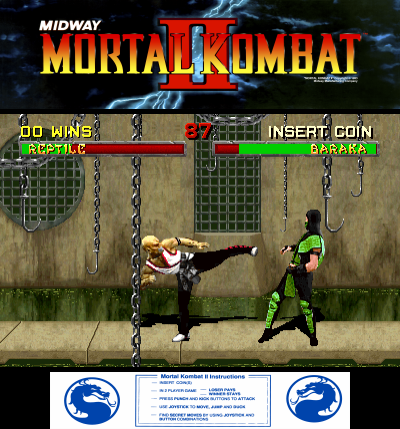 MIDWAY
II
MORTAL KOMBAT
00 WINS
87
INSERT COIN
REPTILE
BARAKA
Mortal Kombat II Instructions
INSERT COIN(S)
IN 2 PLAYER GAME
LOSER PAYS
WINNER STAYS
PRESS PUNCH AND KICK BUTTONS TO ATTACK
USE JOYSTICK TO MOVE, JUMP AND DUCK
FIND SECRET MOVES BY USING JOYSTICK AND
BUTTON COMBINATIONS